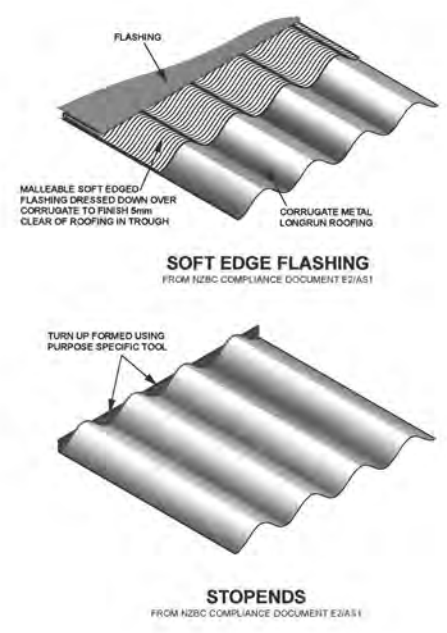 FLASHING
MALLEABLE SOFT EDGED
FLASHING DRESSED DOWN OVER
CORRUGATE TO FINISH 5mm
CLEAR OF ROOFING IN TROUGH
CORRUGATE METAL
LONGRUN ROOFING
SOFT EDGE FLASHING
FROM NZBC COMPLIANCE DOCUMENT E2/AS1
TURN UP FORMED USING
PURPOSE SPECIFIC TOOL
STOPENDS
FROM NZBC COMPLIANCE DOCUMENT E2/AS1